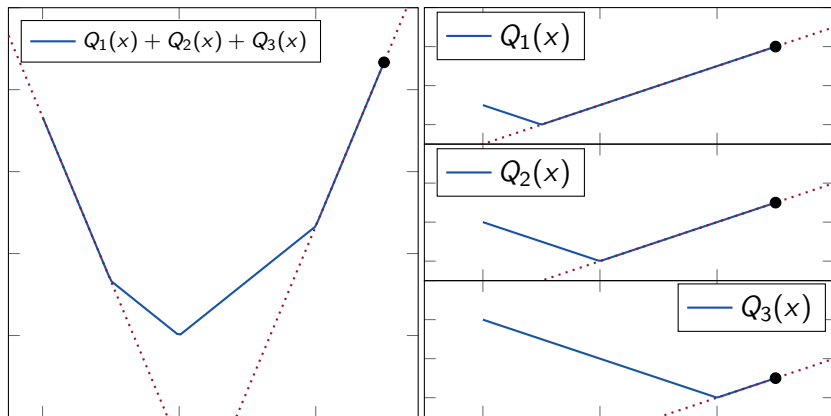 Q₁(x) + Q₂(x) + Q₃(x)
Q₁(x)
Q₂(x)
Q₃(x)